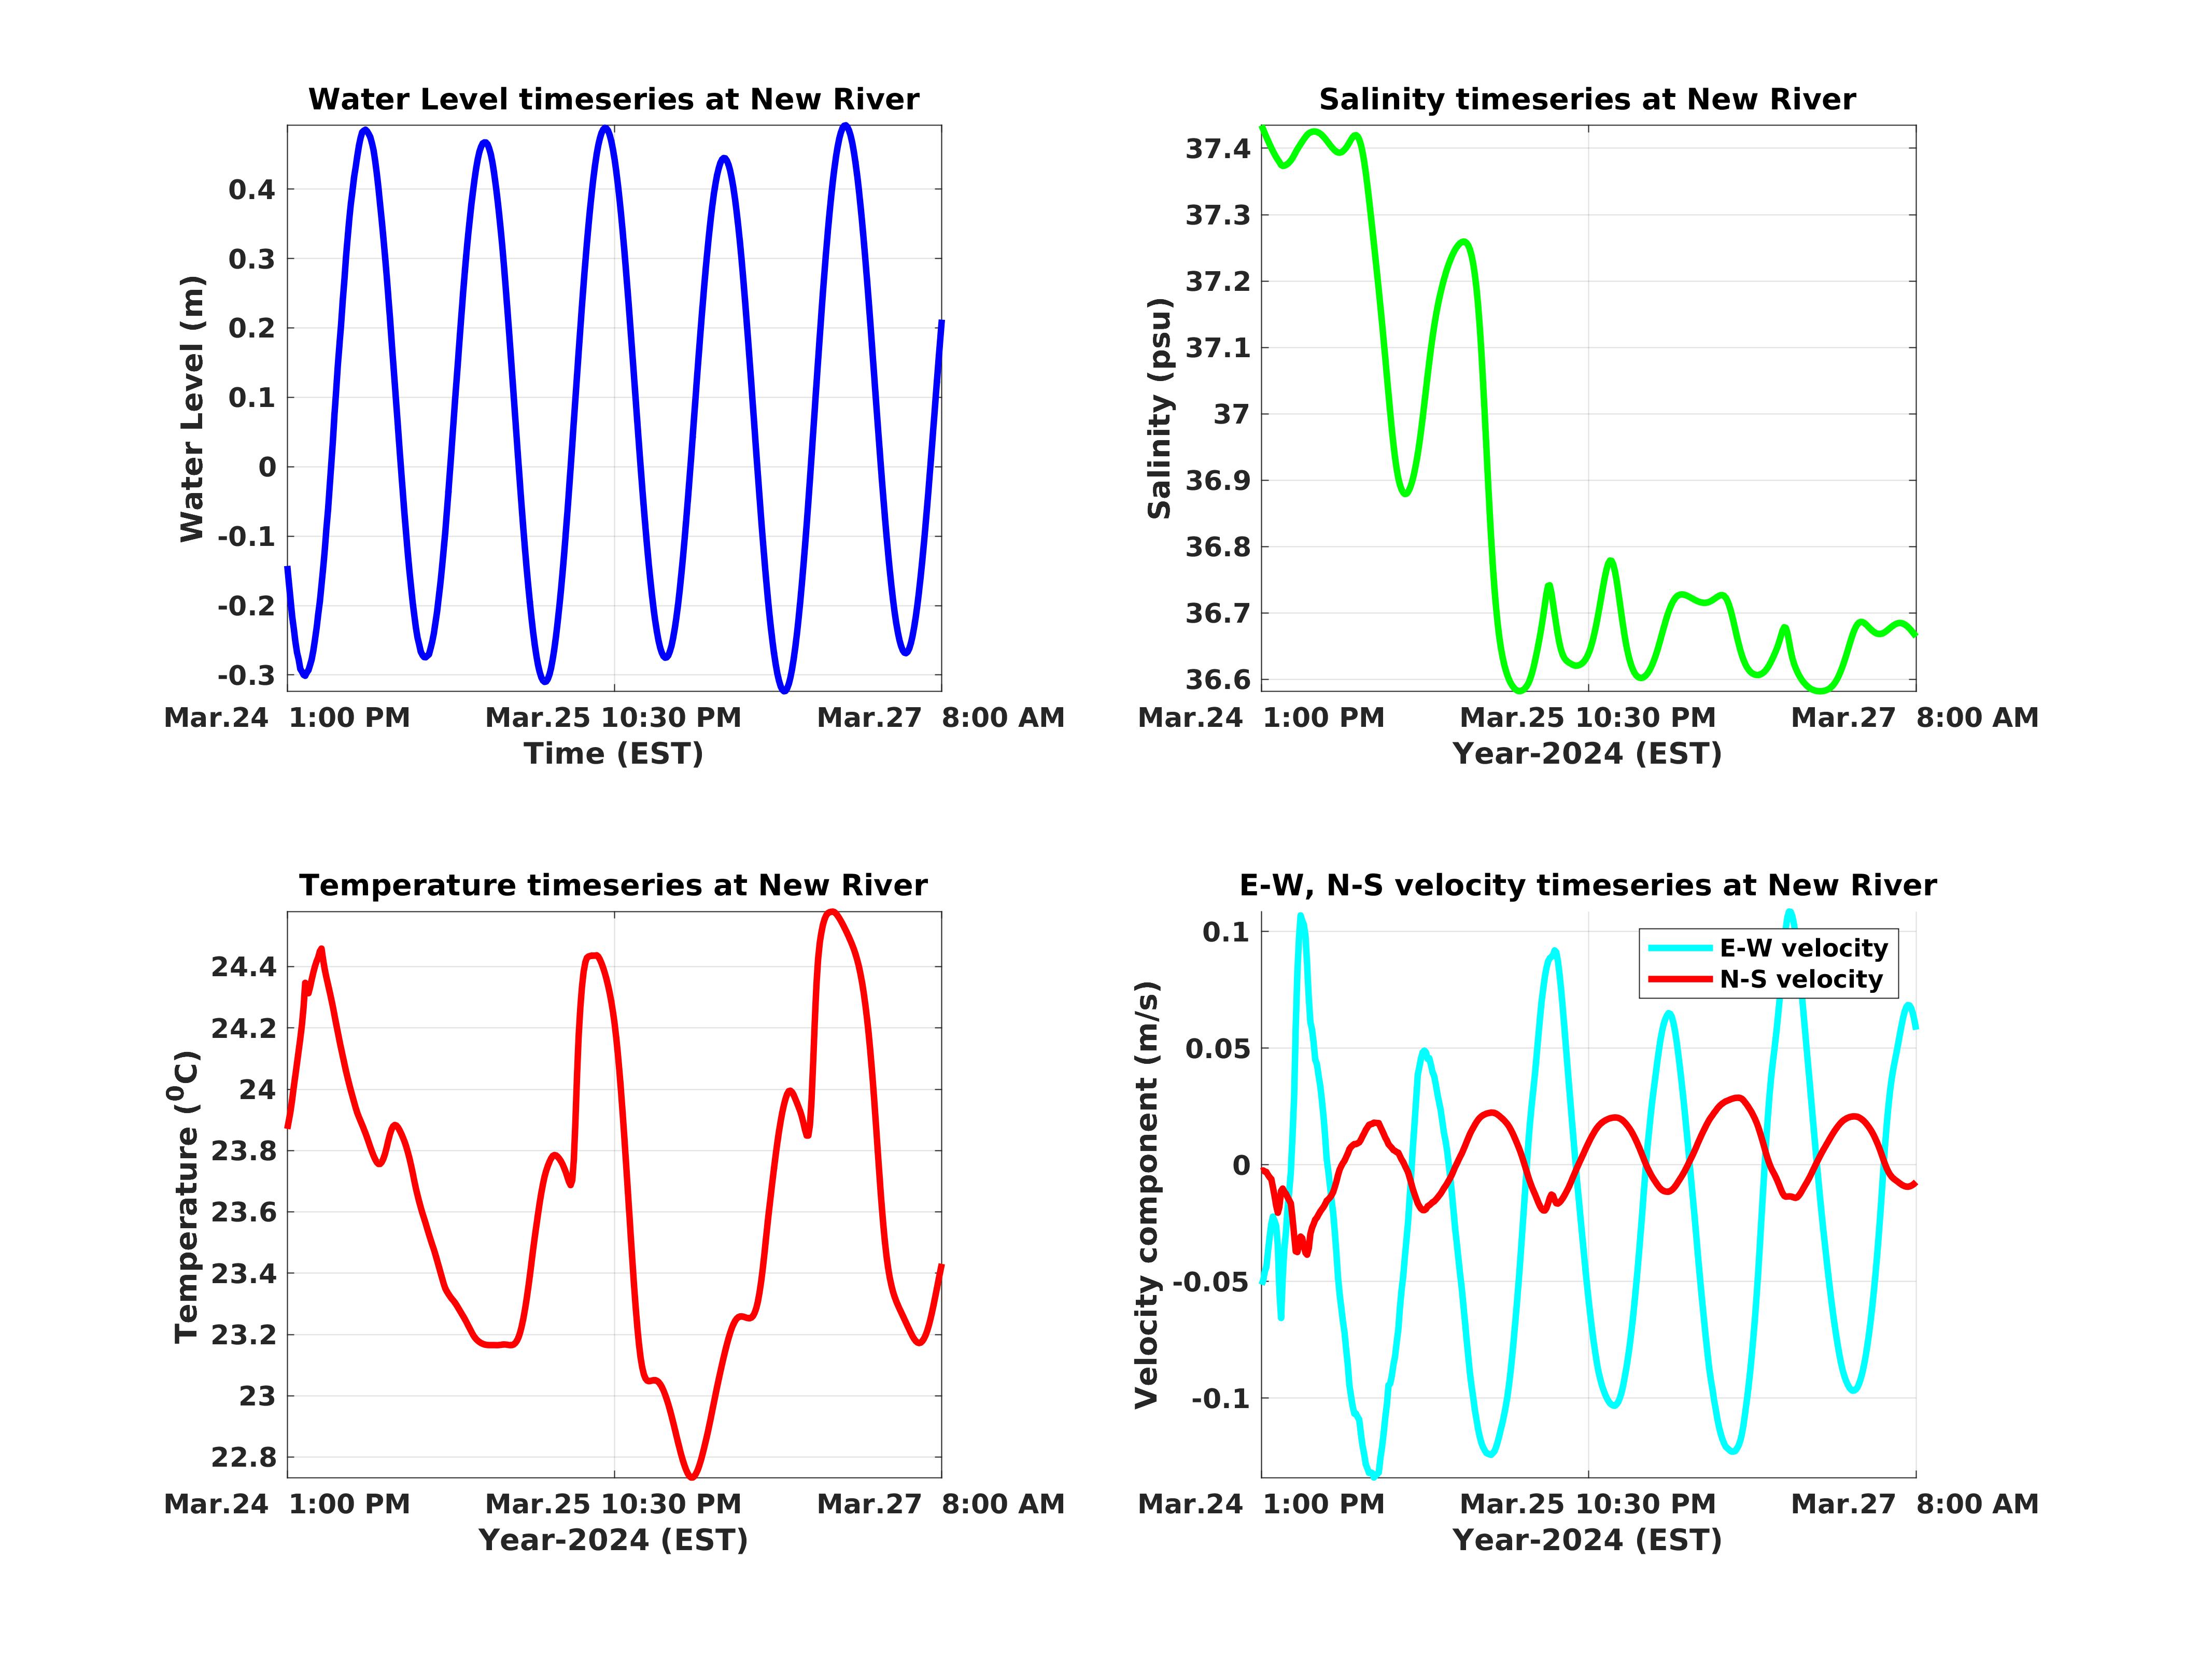 Water Level timeseries at New River
Water Level (m)
0.4
0.3
0.2
0.1
0
-0.1
-0.2
-0.3
Mar.24 1:00 PM Mar.25 10:30 PM Mar.27 8:00 AM
Time (EST)
Salinity timeseries at New River
Salinity (psu)
37.4
37.3
37.2
37.1
37
36.9
36.8
36.7
36.6
Mar.24 1:00 PM Mar.25 10:30 PM Mar.27 8:00 AM
Year-2024 (EST)
Temperature timeseries at New River
Temperature (⁰C)
24.4
24.2
24
23.8
23.6
23.4
23.2
23
22.8
Mar.24 1:00 PM Mar.25 10:30 PM Mar.27 8:00 AM
Year-2024 (EST)
E-W, N-S velocity timeseries at New River
Velocity component (m/s)
0.1
0.05
0
-0.05
-0.1
E-W velocity
N-S velocity
Mar.24 1:00 PM Mar.25 10:30 PM Mar.27 8:00 AM
Year-2024 (EST)